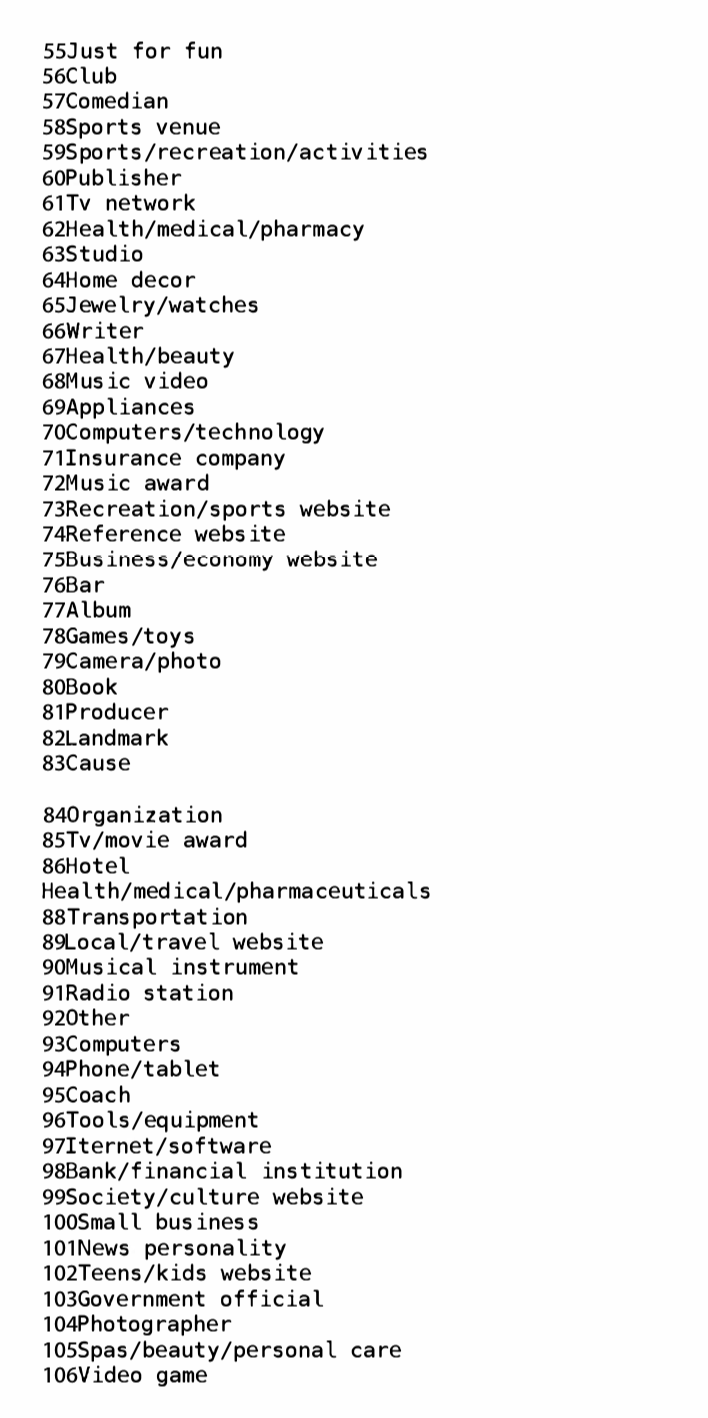 55Just for fun
56Club
57Comedian
58Sports venue
59Sports/recreation/activities
60Publisher
61Tv network
62Health/medical/pharmacy
63Studio
64Home decor
65Jewelry/watches
66Writer
67Health/beauty
68Music video
69Appliances
70Computers/technology
71Insurance company
72Music award
73Recreation/sports website
74Reference website
75Business/economy website
76Bar
77Album
78Games/toys
79Camera/photo
80Book
81Producer
82Landmark
83Cause
84Organization
85Tv/movie award
86Hotel
Health/medical/pharmaceuticals
88Transportation
89Local/travel website
90Musical instrument
91Radio station
92Other
93Computers
94Phone/tablet
95Coach
96Tools/equipment
97Iternet/software
98Bank/financial institution
99Society/culture website
100Small business
101News personality
102Teens/kids website
103Government official
104Photographer
105Spas/beauty/personal care
106Video game